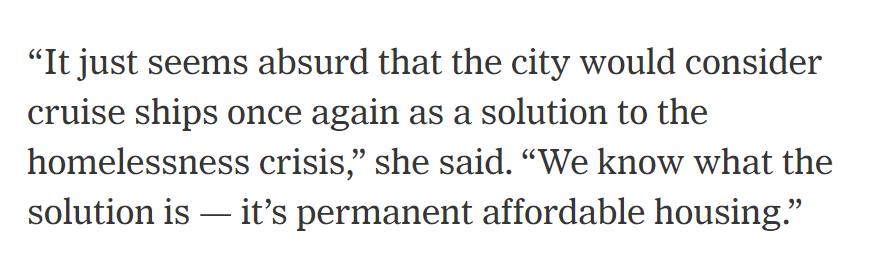 “It just seems absurd that the city would consider
cruise ships once again as a solution to the
homelessness crisis,” she said. “We know what the
solution is — it’s permanent affordable housing.”